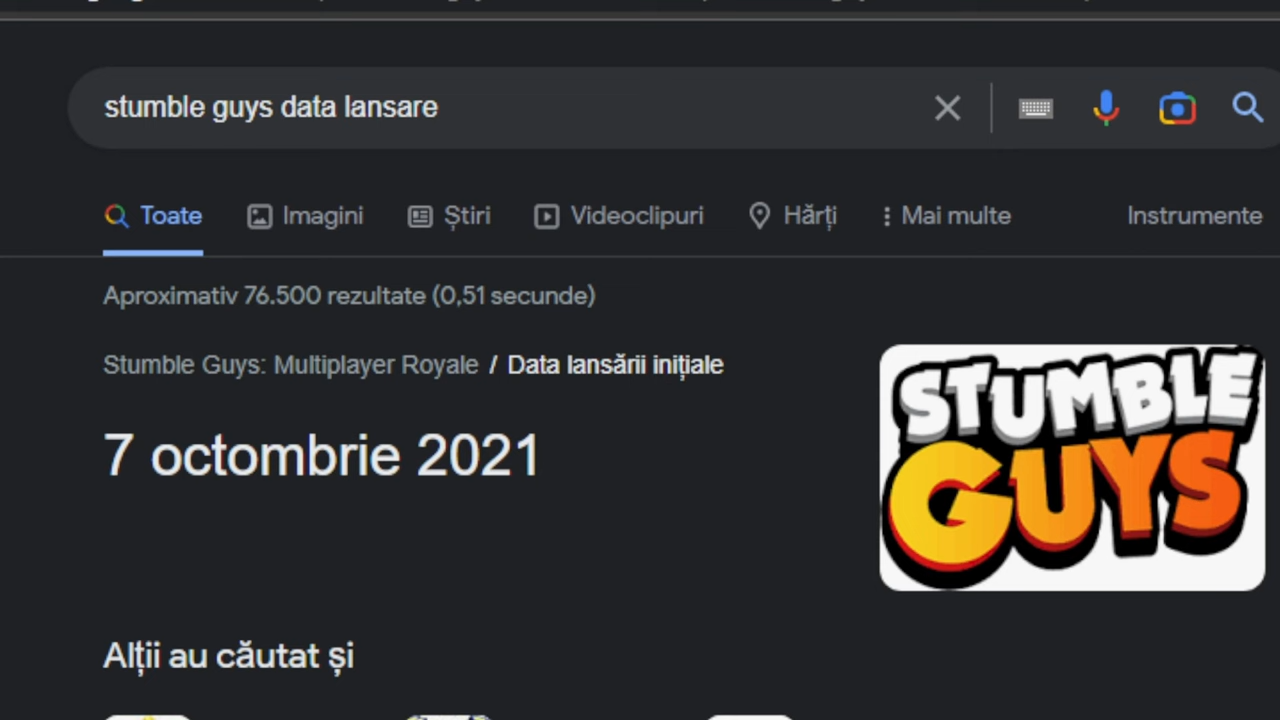 stumble guys data lansare
Toate Imagini Știri Videoclipuri Hărți Mai multe Instrumente
Aproximativ 76.500 rezultate (0,51 secunde)
Stumble Guys: Multiplayer Royale / Data lansării inițiale
7 octombrie 2021
STUMBLE
GUYS
Alții au căutat și